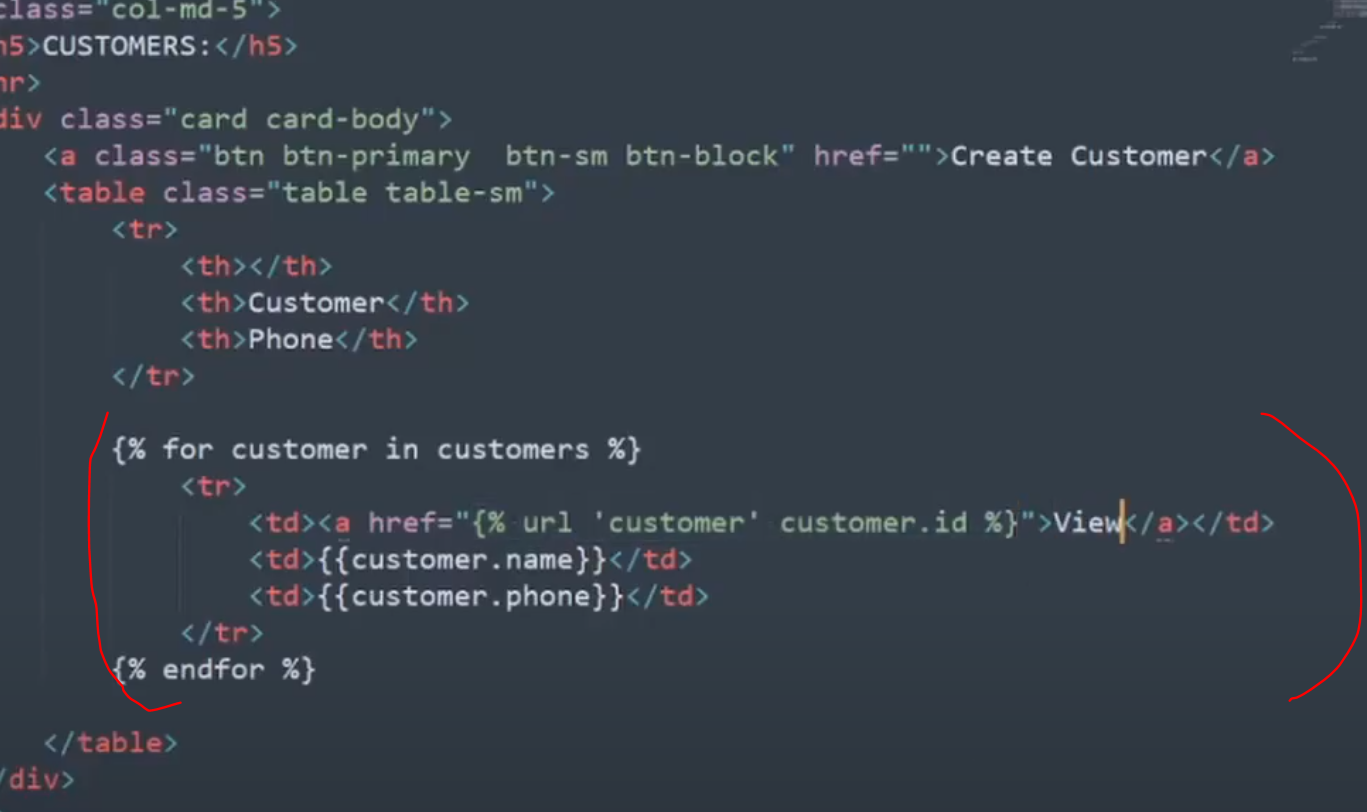 class="col-md-5">
h5>CUSTOMERS:</h5>
hr>
div class="card card-body">
<a class="btn btn-primary  btn-sm btn-block" href="">Create Customer</a>
<table class="table table-sm">
<tr>
<th></th>
<th>Customer</th>
<th>Phone</th>
</tr>
{% for customer in customers %}
<tr>
<td><a href="{% url 'customer' customer.id %}">View</a></td>
<td>{{customer.name}}</td>
<td>{{customer.phone}}</td>
</tr>
{% endfor %}
</table>
/div>